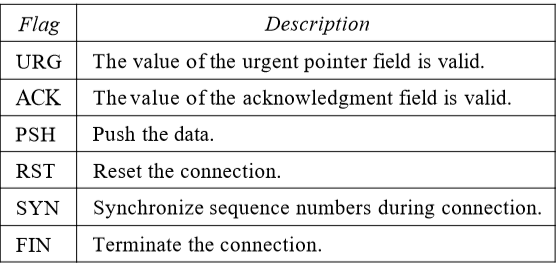 Flag Description
URG The value of the urgent pointer field is valid.
ACK The value of the acknowledgment field is valid.
PSH Push the data.
RST Reset the connection.
SYN Synchronize sequence numbers during connection.
FIN Terminate the connection.